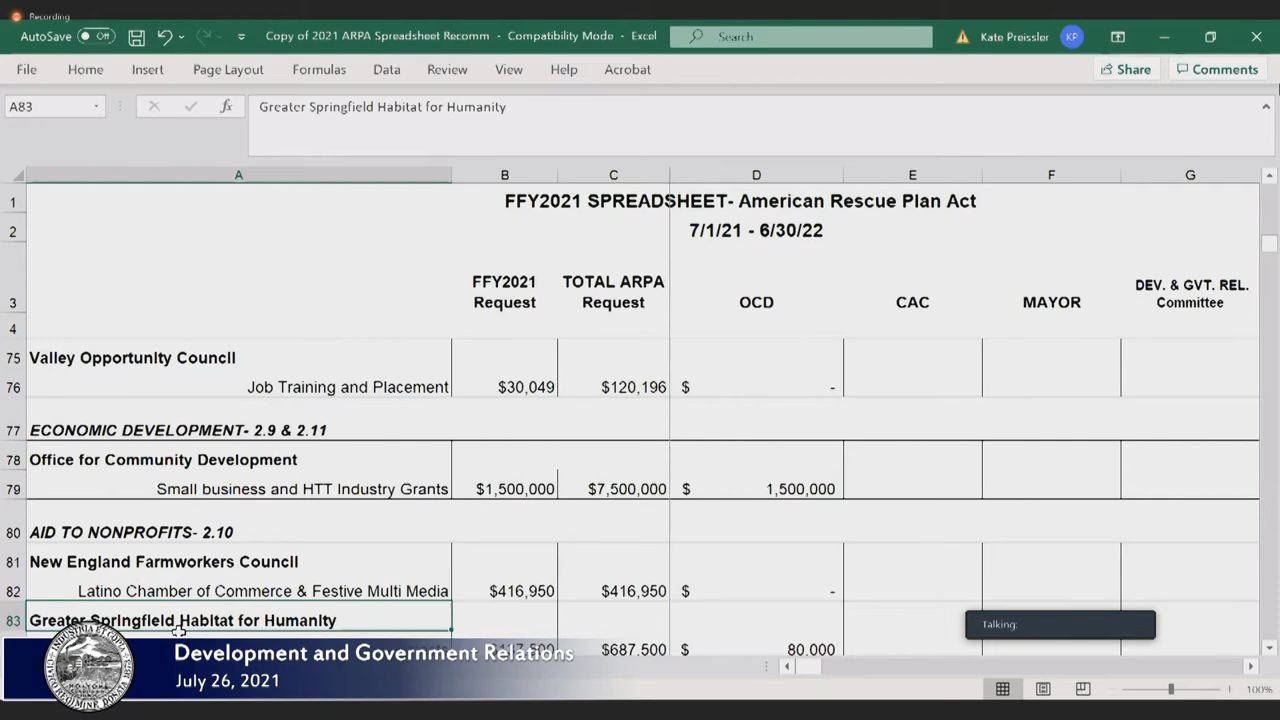 Recording
AutoSave Off Copy of 2021 ARPA Spreadsheet Recomm - Compatibility Mode - Excel Search Kate Preissler KP
File Home Insert Page Layout Formulas Data Review View Help Acrobat Share Comments
A83 fx Greater Springfield Habitat for Humanity
A B C D E F G
1 FFY2021 SPREADSHEET- American Rescue Plan Act
2 7/1/21 - 6/30/22
FFY2021 TOTAL ARPA DEV. & GVT. REL.
3 Request Request OCD CAC MAYOR Committee
4
75 Valley Opportunity Council
76 Job Training and Placement $30,049 $120,196 $ -
77 ECONOMIC DEVELOPMENT- 2.9 & 2.11
78 Office for Community Development
79 Small business and HTT Industry Grants $1,500,000 $7,500,000 $ 1,500,000
80 AID TO NONPROFITS- 2.10
81 New England Farmworkers Council
82 Latino Chamber of Commerce & Festive Multi Media $416,950 $416,950 $ -
83 Greater Springfield Habitat for Humanity
Talking:
$687,500 $ 80,000
Development and Government Relations
July 26, 2021
100%